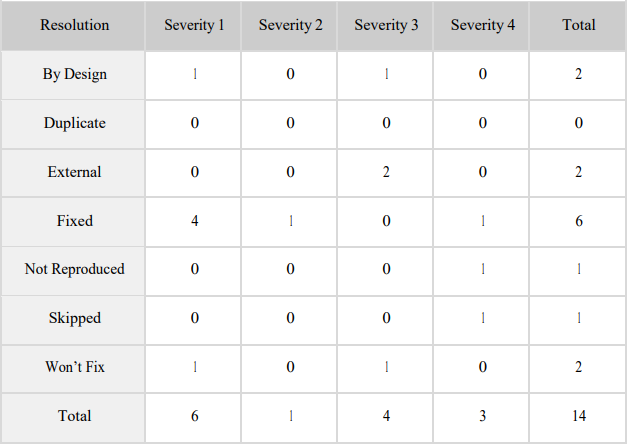 Resolution Severity 1 Severity 2 Severity 3 Severity 4 Total
By Design 1 0 1 0 2
Duplicate 0 0 0 0 0
External 0 0 2 0 2
Fixed 4 1 0 1 6
Not Reproduced 0 0 0 1 1
Skipped 0 0 0 1 1
Won’t Fix 1 0 1 0 2
Total 6 1 4 3 14